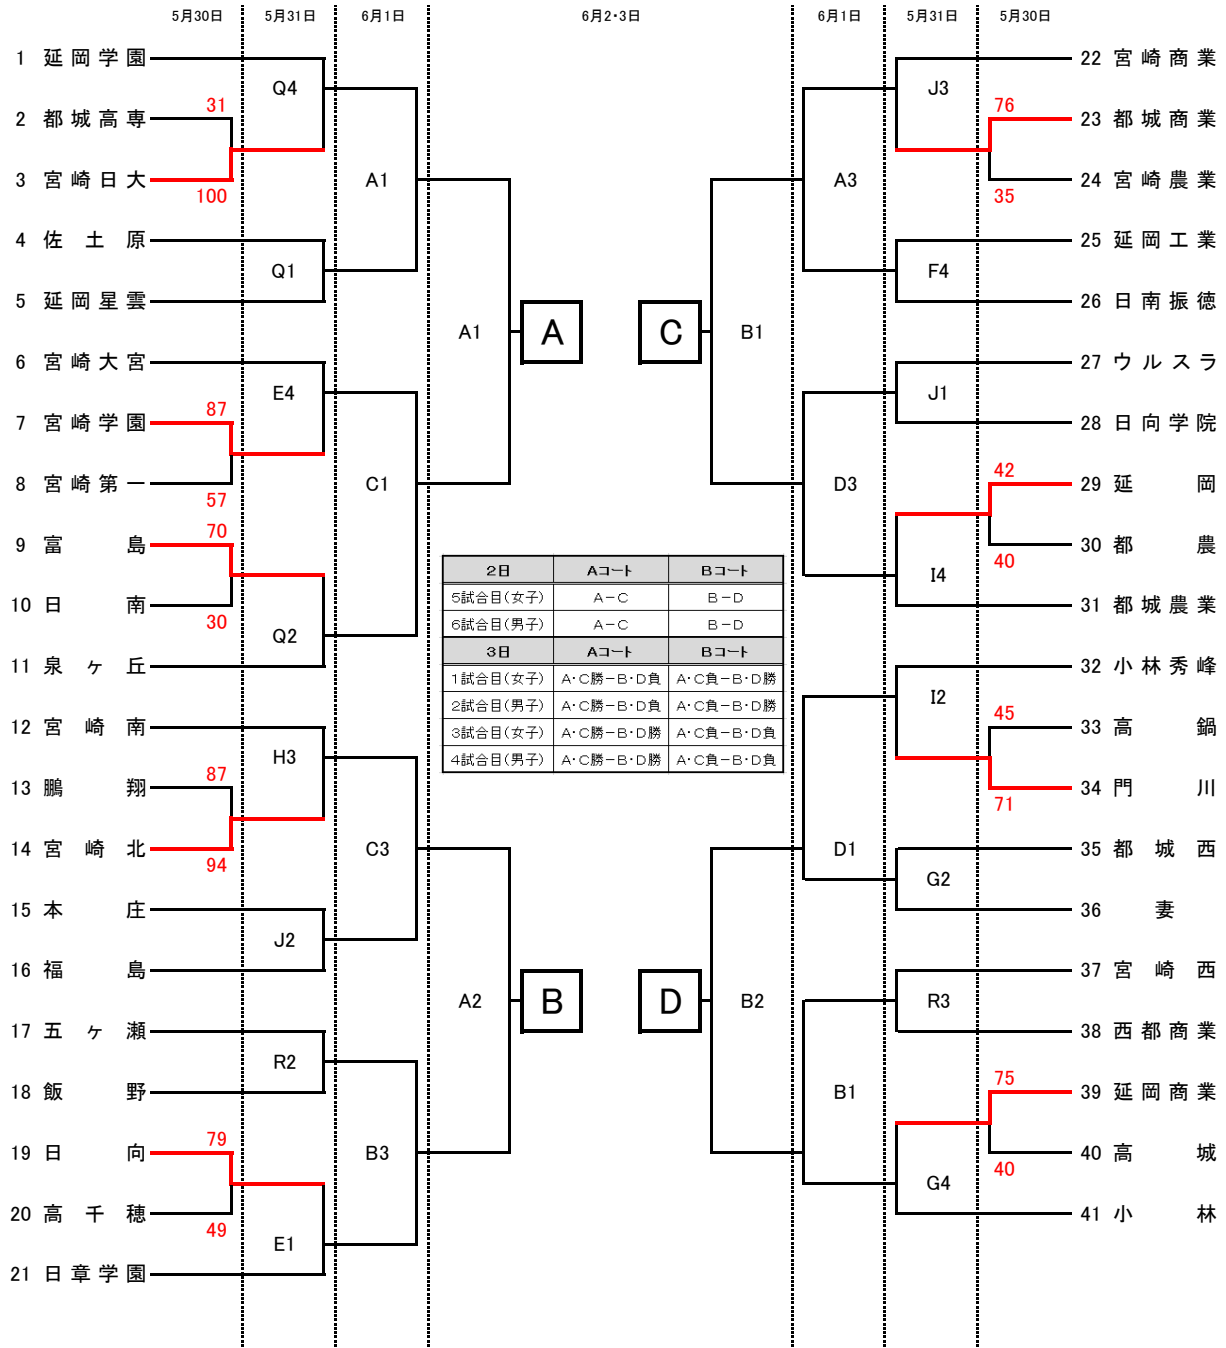 5月30日 5月31日 6月1日 6月2・3日 6月1日 5月31日 5月30日
1 延岡学園
Q4
2 都城高専 31
3 宮崎日大 100
A1
4 佐土原
Q1
5 延岡星雲
A1
A
6 宮崎大宮
E4
7 宮崎学園 87
8 宮崎第一 57
C1
9 富島 70
10 日南 30
Q2
11 泉ヶ丘
12 宮崎南
H3
13 鵬翔 87
14 宮崎北 94
C3
15 本庄
J2
16 福島
A2
B
17 五ヶ瀬
R2
18 飯野
B3
19 日向 79
20 高千穂 49
E1
21 日章学園
2日 Aコート Bコート
5試合目(女子) A-C B-D
6試合目(男子) A-C B-D
3日 Aコート Bコート
1試合目(女子) A・C勝-B・D負 A・C負-B・D勝
2試合目(男子) A・C勝-B・D負 A・C負-B・D勝
3試合目(女子) A・C勝-B・D勝 A・C負-B・D負
4試合目(男子) A・C勝-B・D勝 A・C負-B・D負
22 宮崎商業
J3
76 23 都城商業
35 24 宮崎農業
A3
25 延岡工業
F4
26 日南振徳
C
B1
27 ウルスラ
J1
28 日向学院
D3
42 29 延岡
40 30 都農
I4
31 都城農業
32 小林秀峰
I2
45 33 高鍋
71 34 門川
D1
35 都城西
G2
36 妻
D
B2
37 宮崎西
R3
38 西都商業
B1
75 39 延岡商業
40 40 高城
G4
41 小林